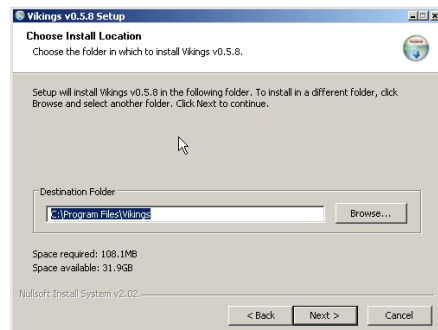 Vikings v0.5.8 Setup
Choose Install Location
Choose the folder in which to install Vikings v0.5.8.
Setup will install Vikings v0.5.8 in the following folder. To install in a different folder, click
Browse and select another folder. Click Next to continue.
Destination Folder
C:\Program Files\Vikings
Browse...
Space required: 108.1MB
Space available: 31.9GB
Nullsoft Install System v2.02
< Back
Next >
Cancel